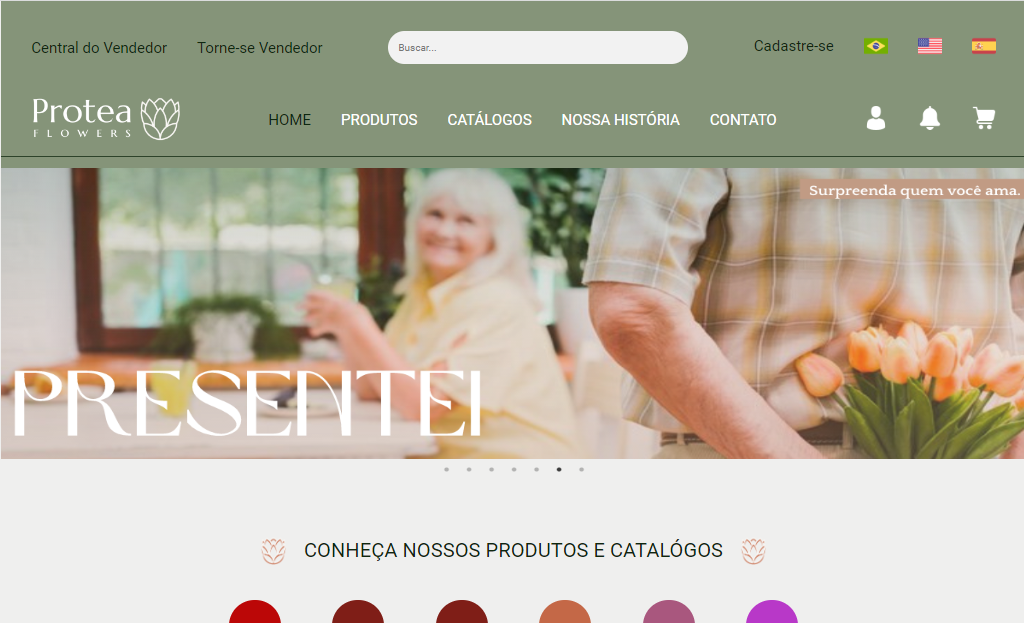 Central do Vendedor
Torne-se Vendedor
Buscar...
Cadastre-se
Protea
FLOWERS
HOME
PRODUTOS
CATÁLOGOS
NOSSA HISTÓRIA
CONTATO
Surpreenda quem você ama.
PRESENTEI
CONHEÇA NOSSOS PRODUTOS E CATALÓGOS